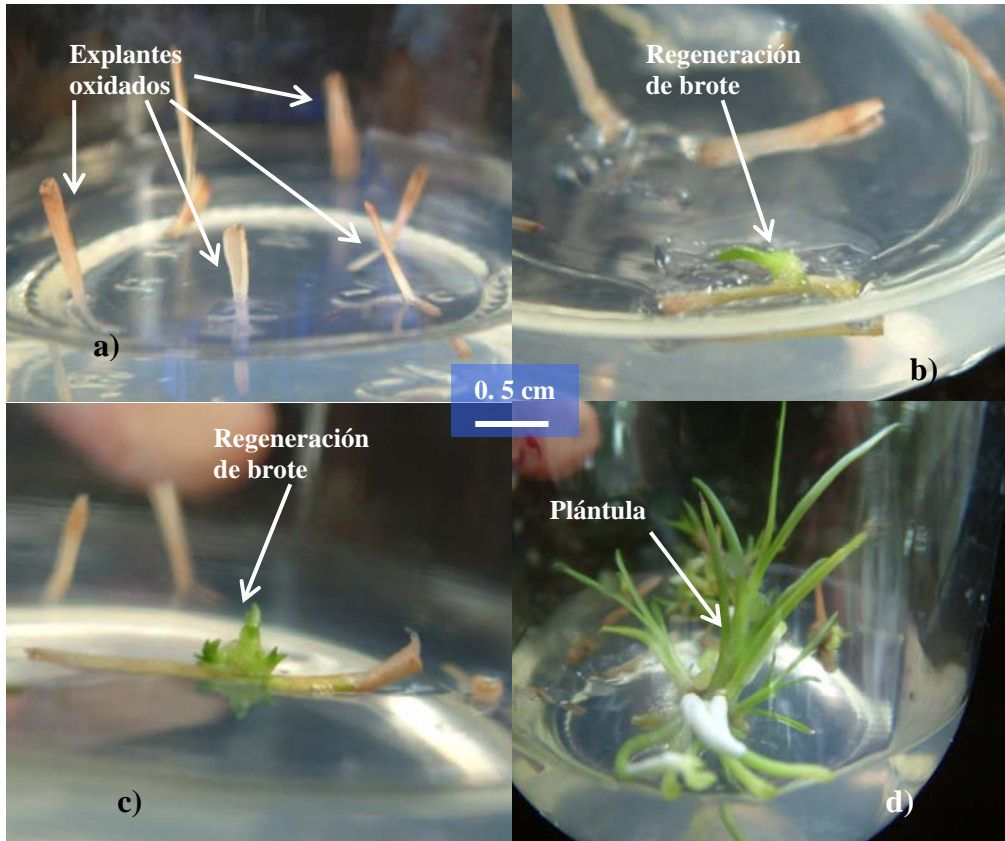 Explantes
oxidados
a)
Regeneración
de brote
b)
0. 5 cm
Regeneración
de brote
c)
Plántula
d)